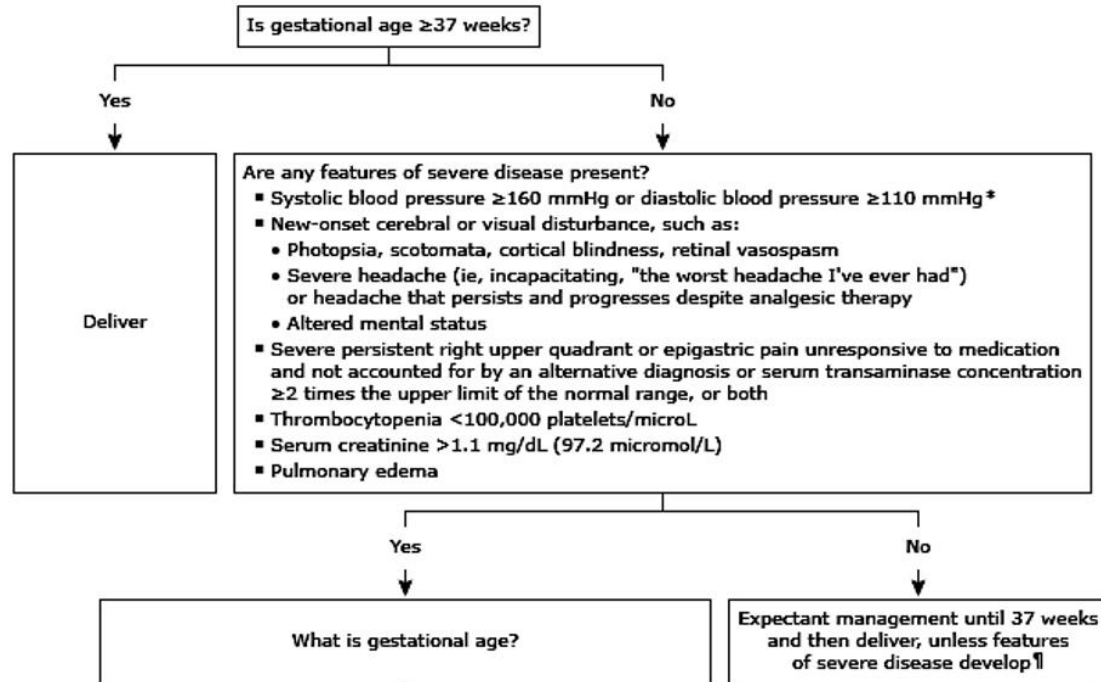 Is gestational age ≥37 weeks?
Yes
No
Deliver
Are any features of severe disease present?
▪ Systolic blood pressure ≥160 mmHg or diastolic blood pressure ≥110 mmHg*
▪ New-onset cerebral or visual disturbance, such as:
• Photopsia, scotomata, cortical blindness, retinal vasospasm
• Severe headache (ie, incapacitating, "the worst headache I've ever had")
or headache that persists and progresses despite analgesic therapy
• Altered mental status
▪ Severe persistent right upper quadrant or epigastric pain unresponsive to medication
and not accounted for by an alternative diagnosis or serum transaminase concentration
≥2 times the upper limit of the normal range, or both
▪ Thrombocytopenia <100,000 platelets/microL
▪ Serum creatinine >1.1 mg/dL (97.2 micromol/L)
▪ Pulmonary edema
Yes
No
What is gestational age?
Expectant management until 37 weeks
and then deliver, unless features
of severe disease develop¶